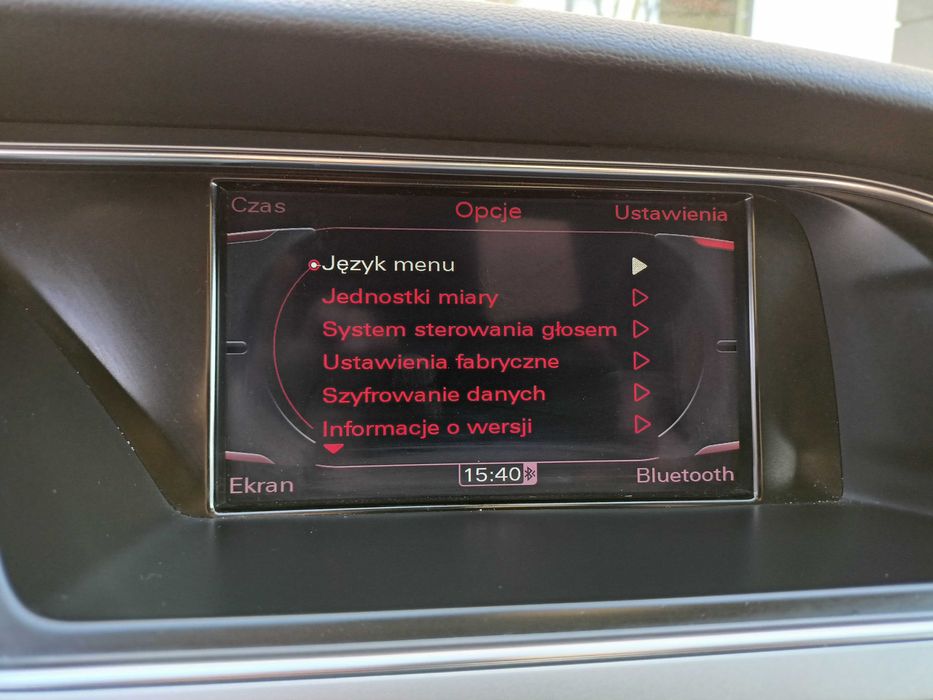 Czas Opcje Ustawienia
Język menu
Jednostki miary
System sterowania głosem
Ustawienia fabryczne
Szyfrowanie danych
Informacje o wersji
Ekran 15:40 Bluetooth